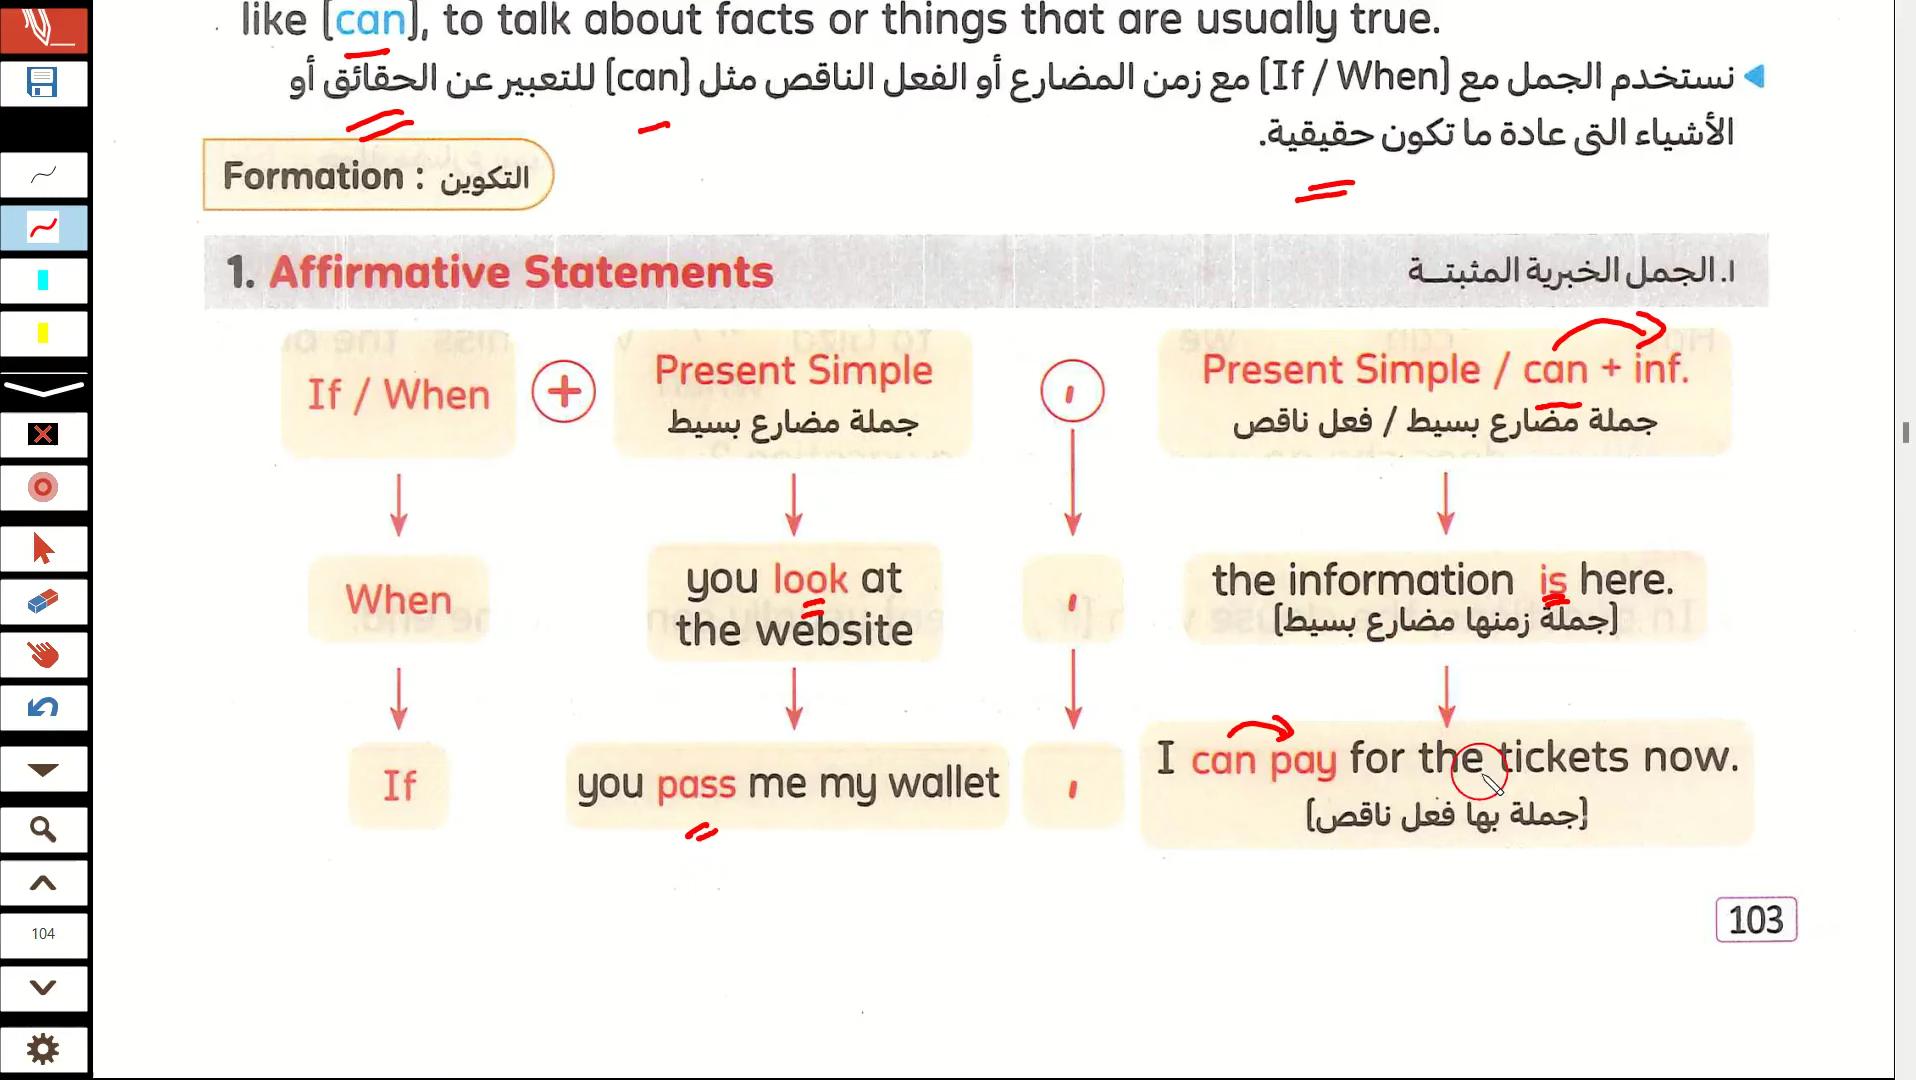 like [can], to talk about facts or things that are usually true.
نستخدم الجمل مع [If / When] مع زمن المضارع أو الفعل الناقص مثل [can] للتعبير عن الحقائق أو
الأشياء التى عادة ما تكون حقيقية.
Formation : التكوين
1. Affirmative Statements
١. الجمل الخبرية المثبتــة
If / When + Present Simple , Present Simple / can + inf.
جملة مضارع بسيط
جملة مضارع بسيط / فعل ناقص
When you look at the website , the information is here.
[جملة زمنها مضارع بسيط]
If you pass me my wallet , I can pay for the tickets now.
[جملة بها فعل ناقص]
103
104